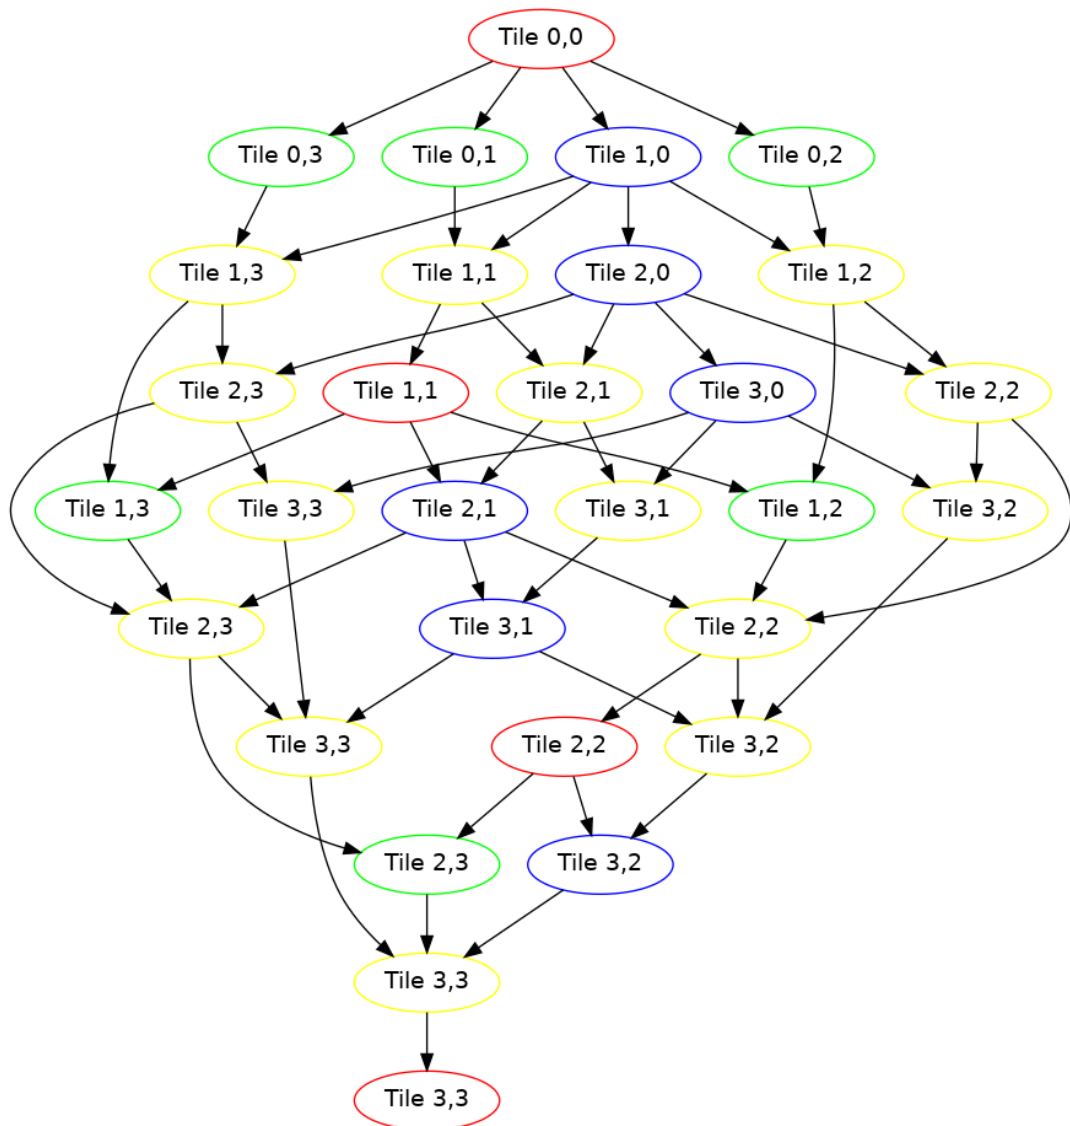 Tile 0,0
Tile 0,3
Tile 0,1
Tile 1,0
Tile 0,2
Tile 1,3
Tile 1,1
Tile 2,0
Tile 1,2
Tile 2,3
Tile 1,1
Tile 2,1
Tile 3,0
Tile 2,2
Tile 1,3
Tile 3,3
Tile 2,1
Tile 3,1
Tile 1,2
Tile 3,2
Tile 2,3
Tile 3,1
Tile 2,2
Tile 3,3
Tile 2,2
Tile 3,2
Tile 2,3
Tile 3,2
Tile 3,3
Tile 3,3